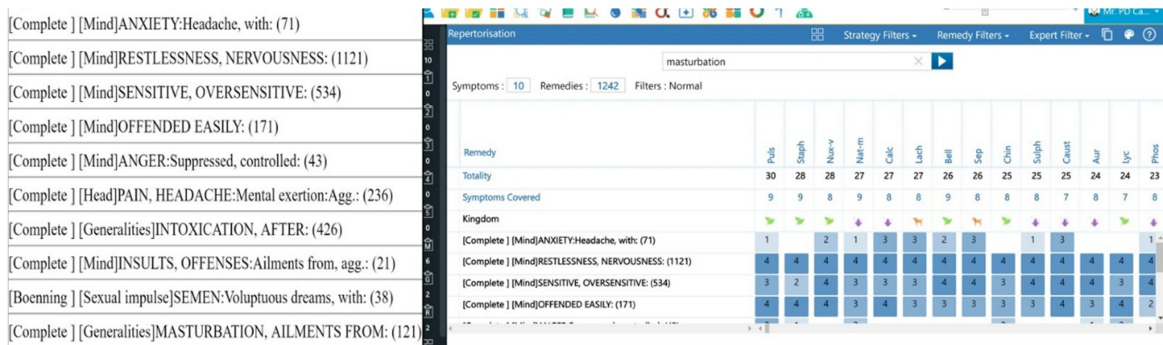 [Complete ] [Mind]ANXIETY:Headache, with: (71)
[Complete ] [Mind]RESTLESSNESS, NERVOUSNESS: (1121)
[Complete ] [Mind]SENSITIVE, OVERSENSITIVE: (534)
[Complete ] [Mind]OFFENDED EASILY: (171)
[Complete ] [Mind]ANGER:Suppressed, controlled: (43)
[Complete ] [Head]PAIN, HEADACHE:Mental exertion:Agg.: (236)
[Complete ] [Generalities]INTOXICATION, AFTER: (426)
[Complete ] [Mind]INSULTS, OFFENSES:Ailments from, agg.: (21)
[Boenning ] [Sexual impulse]SEMEN:Voluptuous dreams, with: (38)
[Complete ] [Generalities]MASTURBATION, AILMENTS FROM: (121)
Mr. PD Ca...
Repertorisation Strategy Filters Remedy Filters Expert Filter
masturbation
Symptoms : 10 Remedies : 1242 Filters : Normal
Remedy Puls Staph Nux-v Nat-m Calc Lach Bell Sep Chin Sulph Caust Aur Lyc Phos
Totality 30 28 28 27 27 27 26 26 25 25 25 24 24 23
Symptoms Covered 9 9 8 9 8 8 9 8 8 8 7 8 7 8
Kingdom
[Complete ] [Mind]ANXIETY:Headache, with: (71) 1 2 1 3 3 2 3 1 3 1
[Complete ] [Mind]RESTLESSNESS, NERVOUSNESS: (1121) 4 4 4 4 4 4 4 4 4 4 4 4 4 4
[Complete ] [Mind]SENSITIVE, OVERSENSITIVE: (534) 3 2 4 3 3 3 4 4 3 3 4 4 3 4
[Complete ] [Mind]OFFENDED EASILY: (171) 4 4 4 3 4 3 3 3 3 3 3 3 4 2